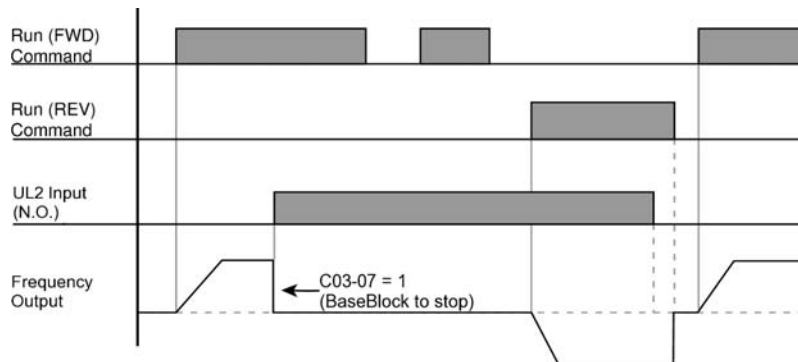 Run (FWD)
Command
Run (REV)
Command
UL2 Input
(N.O.)
Frequency
Output
C03-07 = 1
(BaseBlock to stop)